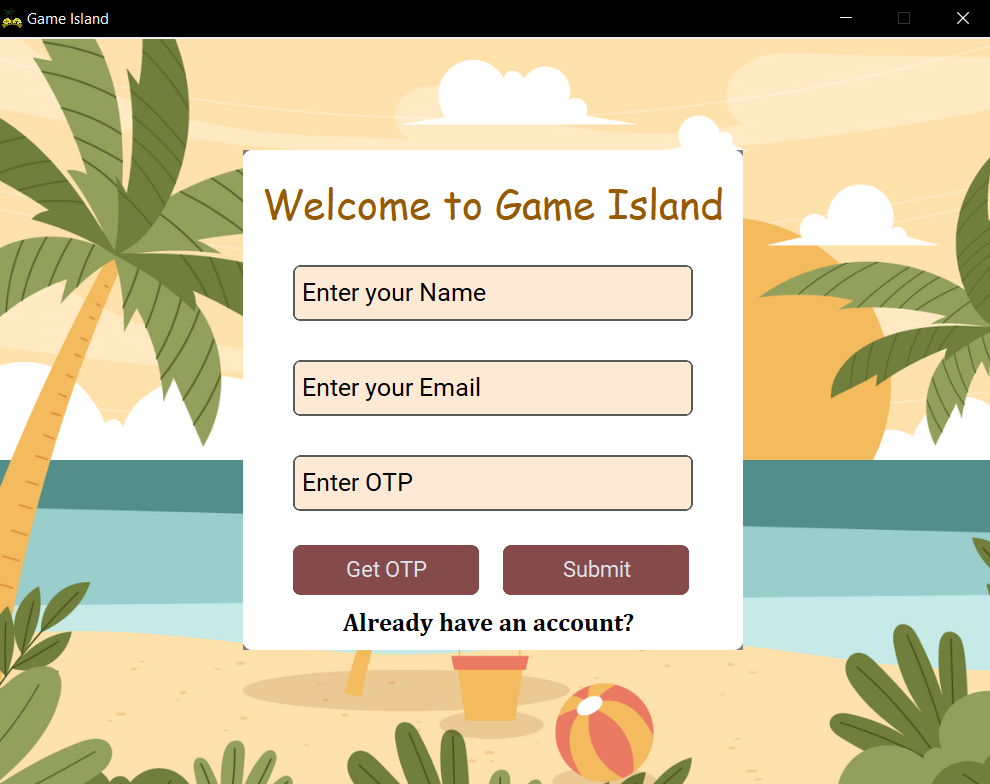 Game Island
Welcome to Game Island
Enter your Name
Enter your Email
Enter OTP
Get OTP
Submit
Already have an account?